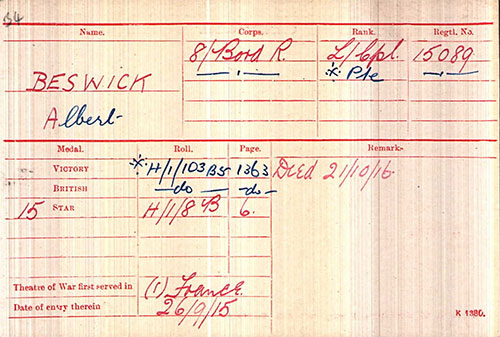 34
Name. Corps. Rank. Regtl. No.
8/Bord R. L/Cpl. 15089
BESWICK — " — * Pte — " —
Albert
Medal. Roll. Page. Remarks
VICTORY * H/1/103 B5 1363 Died 21/10/16.
BRITISH — do — — do —
15 STAR H/1/8 B 6.
Theatre of War first served in (1) France.
Date of entry therein 26/9/15
K 1380.